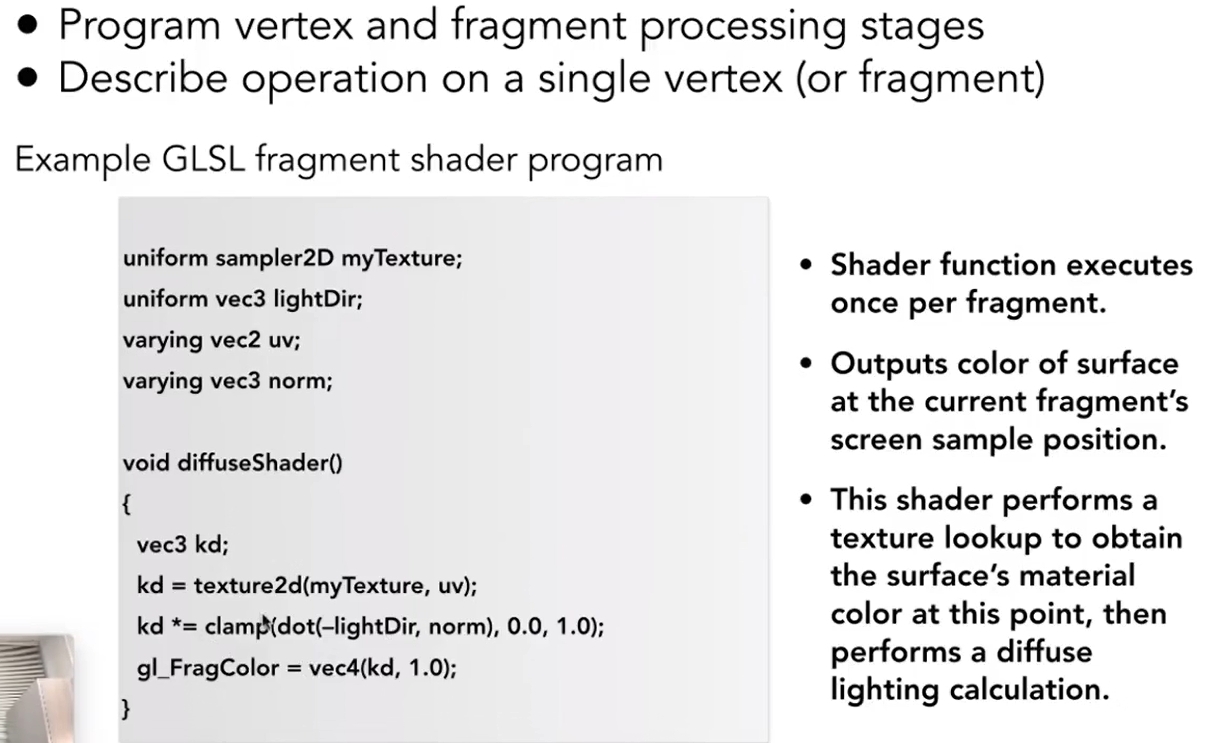 • Program vertex and fragment processing stages
• Describe operation on a single vertex (or fragment)
Example GLSL fragment shader program
uniform sampler2D myTexture;
uniform vec3 lightDir;
varying vec2 uv;
varying vec3 norm;
void diffuseShader()
{
vec3 kd;
kd = texture2d(myTexture, uv);
kd *= clamp(dot(–lightDir, norm), 0.0, 1.0);
gl_FragColor = vec4(kd, 1.0);
}
• Shader function executes
once per fragment.
• Outputs color of surface
at the current fragment’s
screen sample position.
• This shader performs a
texture lookup to obtain
the surface’s material
color at this point, then
performs a diffuse
lighting calculation.